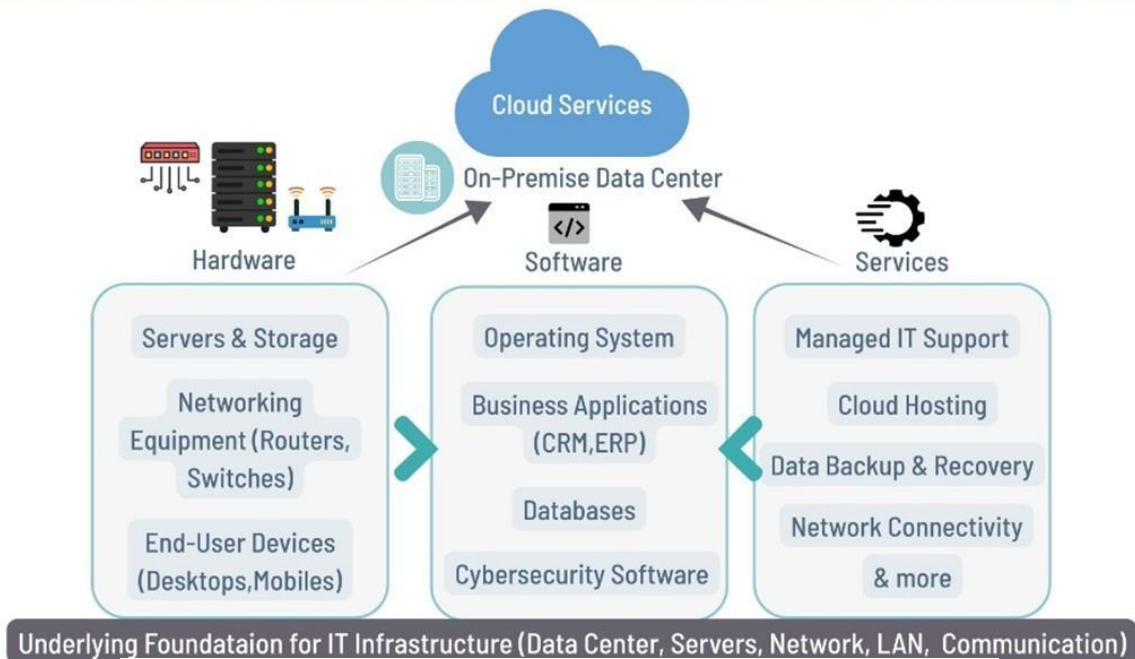 Cloud Services
On-Premise Data Center
Hardware
Software
Services
Servers & Storage
Networking
Equipment (Routers,
Switches)
End-User Devices
(Desktops,Mobiles)
</>
Operating System
Business Applications
(CRM,ERP)
Databases
Cybersecurity Software
Managed IT Support
Cloud Hosting
Data Backup & Recovery
Network Connectivity
& more
Underlying Foundataion for IT Infrastructure (Data Center, Servers, Network, LAN, Communication)